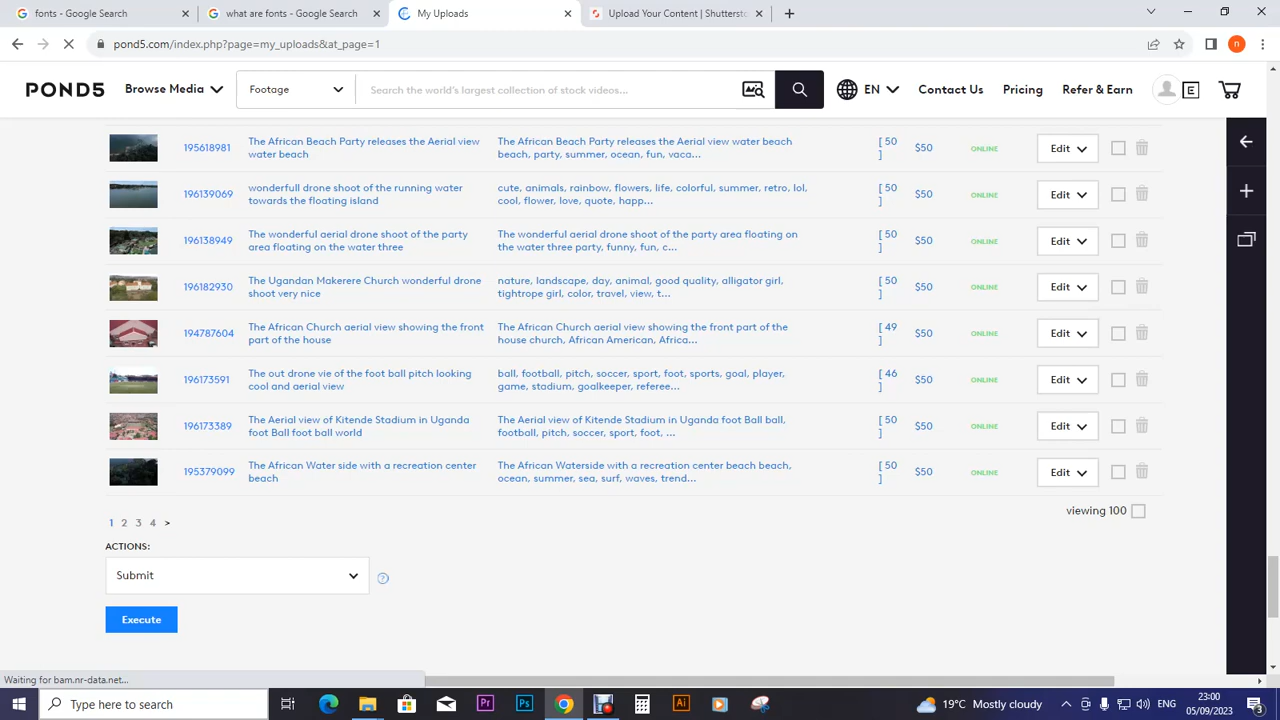 fonts - Google Search
what are fonts - Google Search
My Uploads
Upload Your Content | Shutterst
pond5.com/index.php?page=my_uploads&at_page=1
n
POND5
Browse Media
Footage
Search the world's largest collection of stock videos...
EN
Contact Us
Pricing
Refer & Earn
E
195618981
The African Beach Party releases the Aerial view
water beach
The African Beach Party releases the Aerial view water beach
beach, party, summer, ocean, fun, vaca...
[ 50
]
$50
ONLINE
Edit
196139069
wonderfull drone shoot of the running water
towards the floating island
cute, animals, rainbow, flowers, life, colorful, summer, retro, lol,
cool, flower, love, quote, happ...
[ 50
]
$50
ONLINE
Edit
196138949
The wonderful aerial drone shoot of the party
area floating on the water three
The wonderful aerial drone shoot of the party area floating on
the water three party, funny, fun, c...
[ 50
]
$50
ONLINE
Edit
196182930
The Ugandan Makerere Church wonderful drone
shoot very nice
nature, landscape, day, animal, good quality, alligator girl,
tightrope girl, color, travel, view, t...
[ 50
]
$50
ONLINE
Edit
194787604
The African Church aerial view showing the front
part of the house
The African Church aerial view showing the front part of the
house church, African American, Africa...
[ 49
]
$50
ONLINE
Edit
196173591
The out drone vie of the foot ball pitch looking
cool and aerial view
ball, football, pitch, soccer, sport, foot, sports, goal, player,
game, stadium, goalkeeper, referee...
[ 46
]
$50
ONLINE
Edit
196173389
The Aerial view of Kitende Stadium in Uganda
foot Ball foot ball world
The Aerial view of Kitende Stadium in Uganda foot Ball ball,
football, pitch, soccer, sport, foot, ...
[ 50
]
$50
ONLINE
Edit
195379099
The African Water side with a recreation center
beach
The African Waterside with a recreation center beach beach,
ocean, summer, sea, surf, waves, trend...
[ 50
]
$50
ONLINE
Edit
1 2 3 4 >
viewing 100
ACTIONS:
Submit
?
Execute
Waiting for bam.nr-data.net...
Type here to search
Pr
Ps
Ai
19°C Mostly cloudy
ENG
23:00
05/09/2023
3